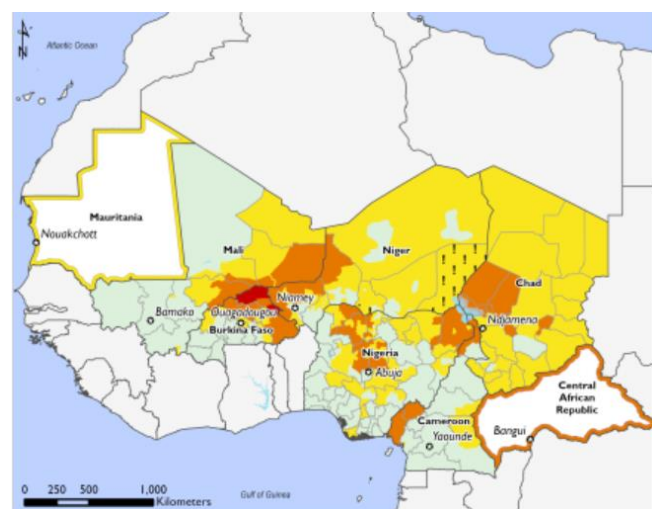 N
Atlantic Ocean
Mauritania
Nouakchott
Mali
Niger
Chad
Bamako
Ouagadougou
Niamey
Burkina Faso
Ndjamena
Nigeria
Abuja
Central
African
Republic
Cameroon
Yaounde
Bangui
0 250 500 1,000
Kilometers
Gulf of Guinea